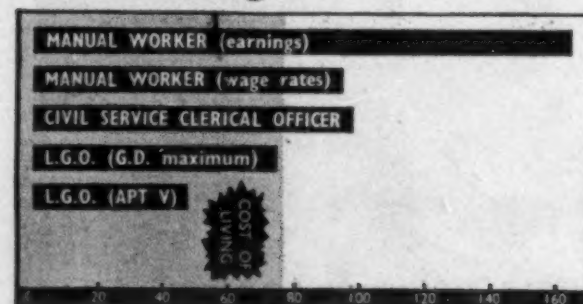 MANUAL WORKER (earnings)
MANUAL WORKER (wage rates)
CIVIL SERVICE CLERICAL OFFICER
L.G.O. (G.D. maximum)
L.G.O. (APT V)
COST OF
LIVING
20 40 60 80 100 120 140 160